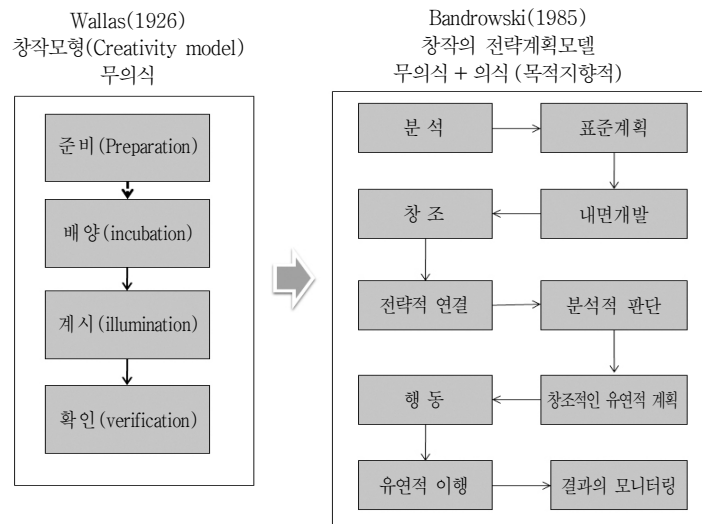 Wallas(1926)
창작모형(Creativity model)
무의식
준비(Preparation)
배양(incubation)
계시(illumination)
확인(verification)
Bandrowski(1985)
창작의 전략계획모델
무의식 + 의식 (목적지향적)
분 석
표준계획
창 조
내면개발
전략적 연결
분석적 판단
행 동
창조적인 유연적 계획
유연적 이행
결과의 모니터링